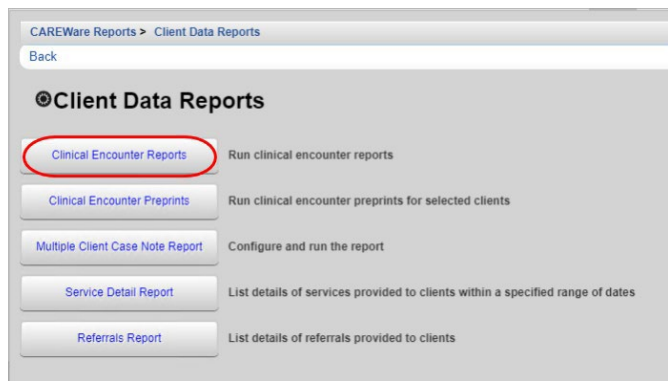 CAREWare Reports > Client Data Reports
Back
Client Data Reports
Clinical Encounter Reports Run clinical encounter reports
Clinical Encounter Preprints Run clinical encounter preprints for selected clients
Multiple Client Case Note Report Configure and run the report
Service Detail Report List details of services provided to clients within a specified range of dates
Referrals Report List details of referrals provided to clients